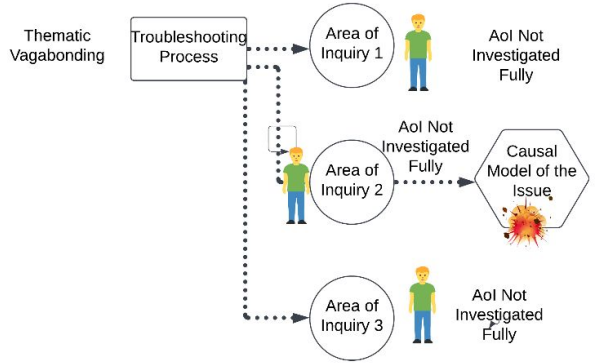 Thematic
Vagabonding
Troubleshooting
Process
Area of
Inquiry 1
AoI Not
Investigated
Fully
Area of
Inquiry 2
AoI Not
Investigated
Fully
Causal
Model of the
Issue
Area of
Inquiry 3
AoI Not
Investigated
Fully